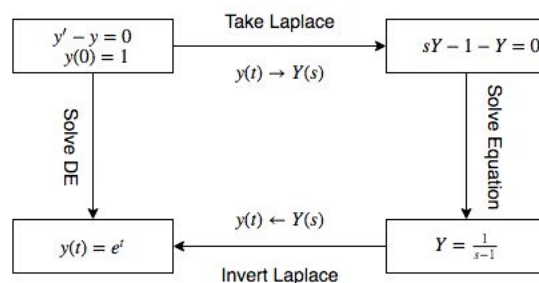 y′ − y = 0
y(0) = 1
Take Laplace
y(t) → Y(s)
sY − 1 − Y = 0
Solve DE
Solve Equation
y(t) = e^t
y(t) ← Y(s)
Invert Laplace
Y = 1/(s−1)